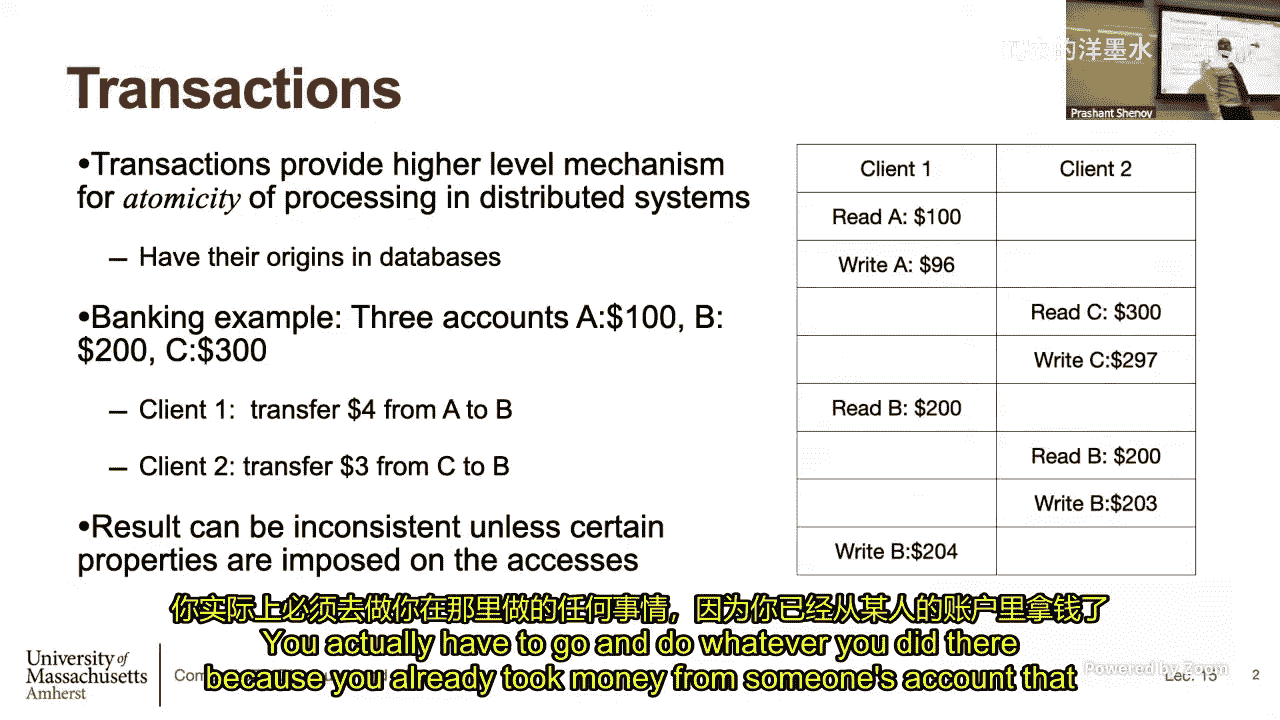 的洋墨水
Prashant Shenoy
Transactions
•Transactions provide higher level mechanism
for atomicity of processing in distributed systems
– Have their origins in databases
•Banking example: Three accounts A:$100, B:
$200, C:$300
– Client 1: transfer $4 from A to B
– Client 2: transfer $3 from C to B
•Result can be inconsistent unless certain
properties are imposed on the accesses
Client 1 Client 2
Read A: $100
Write A: $96
Read C: $300
Write C:$297
Read B: $200
Read B: $200
Write B:$203
Write B:$204
你实际上必须去做你在那里做的任何事情，因为你已经从某人的账户里拿钱了
You actually have to go and do whatever you did there
because you already took money from someone's account that
University of
Massachusetts
Amherst
Powered by Zoom
Lec. 15
2